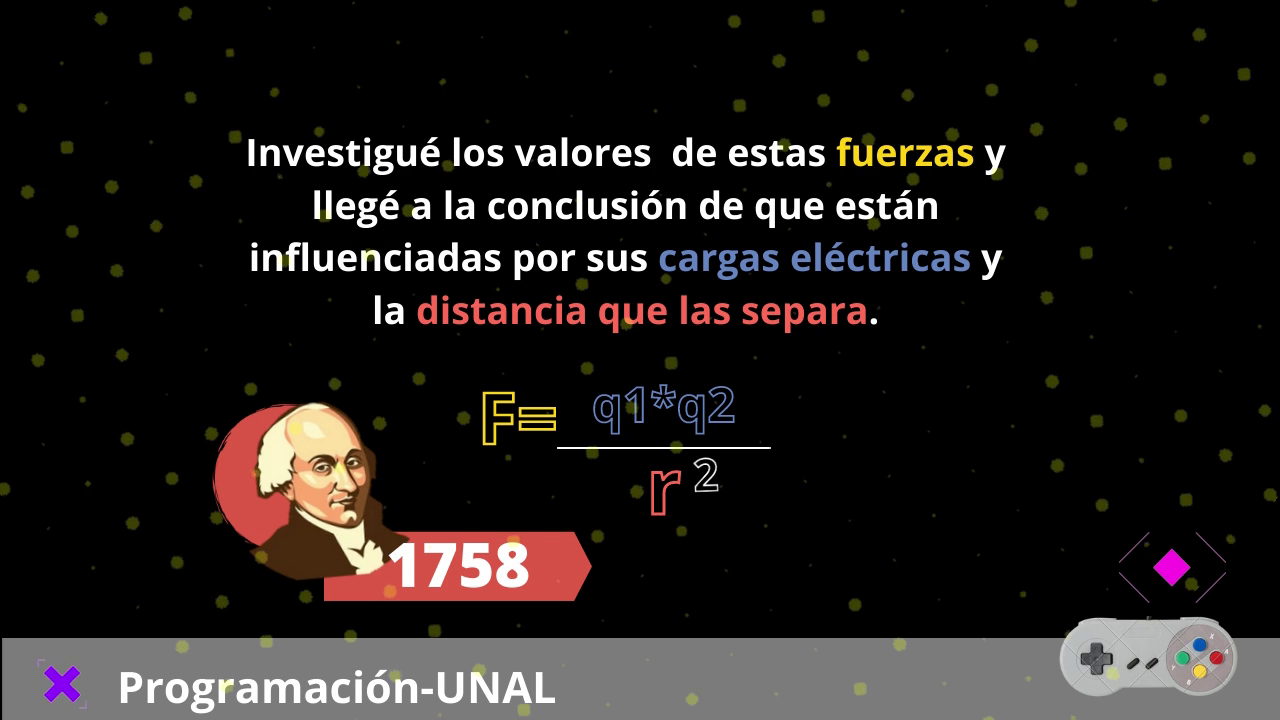 Investigué los valores  de estas fuerzas y
llegé a la conclusión de que están
influenciadas por sus cargas eléctricas y
la distancia que las separa.
F= q1*q2
r 2
1758
Programación-UNAL